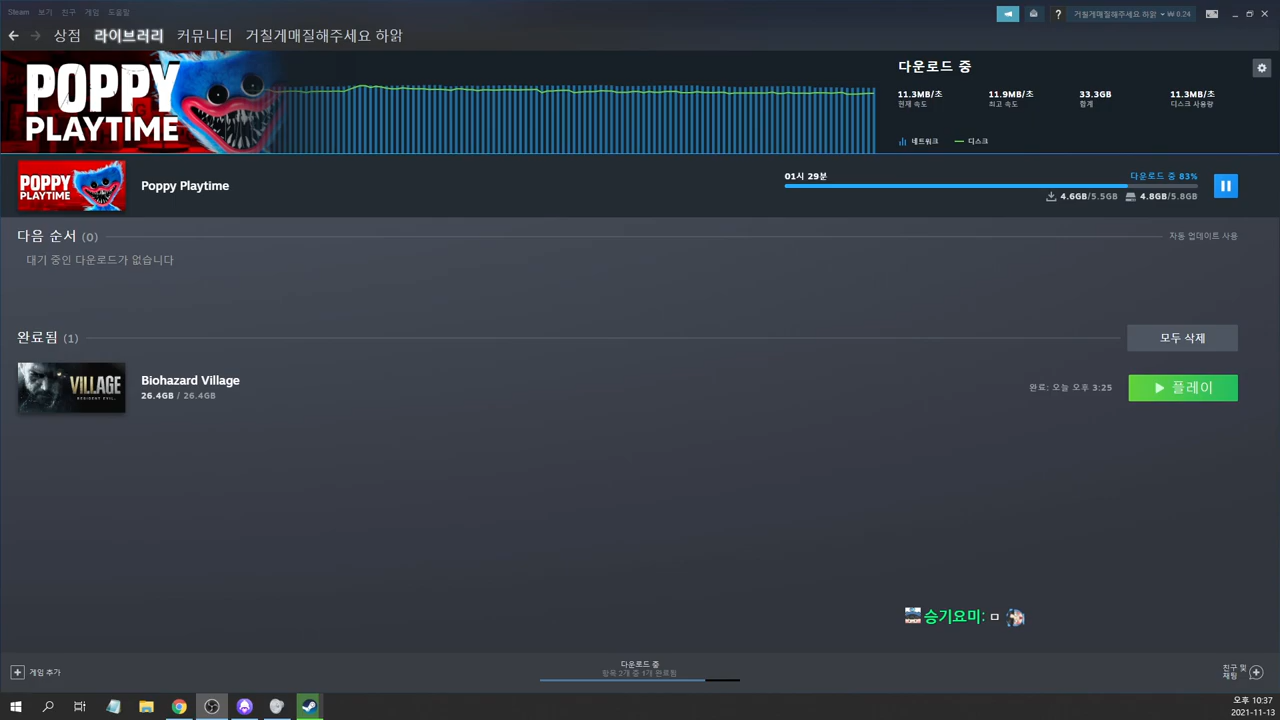 Steam 보기 친구 게임 도움말
거칠게매질해주세요 하앍 ₩ 0.24
상점 라이브러리 커뮤니티 거칠게매질해주세요 하앍
POPPY
PLAYTIME
다운로드 중
11.3MB/초 11.9MB/초 33.3GB 11.3MB/초
현재 속도 최고 속도 합계 디스크 사용량
네트워크 디스크
POPPY
PLAYTIME
Poppy Playtime
01시 29분 다운로드 중 83%
4.6GB/5.5GB 4.8GB/5.8GB
다음 순서 (0) 자동 업데이트 사용
대기 중인 다운로드가 없습니다
완료됨 (1) 모두 삭제
VILLAGE
RESIDENT EVIL.
Biohazard Village
26.4GB / 26.4GB
완료: 오늘 오후 3:25 플레이
승기요미: ㅁ
게임 추가
다운로드 중
항목 2개 중 1개 완료됨
친구 및
채팅
오후 10:37
2021-11-13